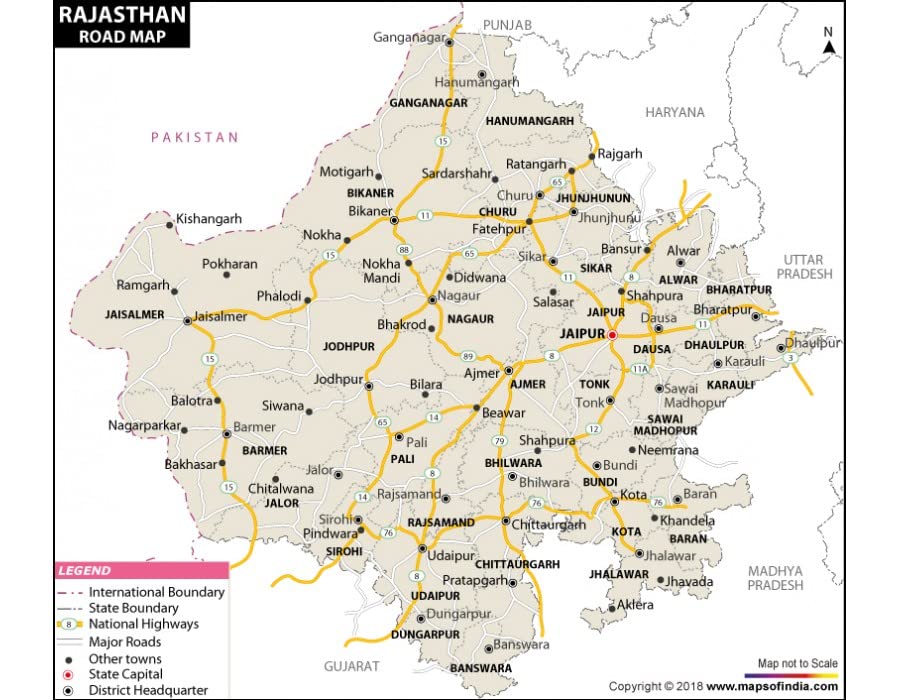 RAJASTHAN
ROAD MAP
PUNJAB
N
Ganganagar
Hanumangarh
GANGANAGAR
HARYANA
HANUMANGARH
PAKISTAN
15
Rajgarh
Ratangarh
Motigarh
Sardarshahr
65
BIKANER
Churu
JHUNJHUNUN
Kishangarh
Bikaner
11
CHURU
Jhunjhunu
Fatehpur
Nokha
88
Bansur
Alwar
15
65
Sikar
UTTAR
PRADESH
Pokharan
Nokha
Mandi
SIKAR
Didwana
11
8
ALWAR
Ramgarh
BHARATPUR
Phalodi
Nagaur
Salasar
Shahpura
JAISALMER
Jaisalmer
JAIPUR
Bharatpur
NAGAUR
Dausa
11
Bhakrod
JAIPUR
JODHPUR
DAUSA
DHAULPUR
Dhaulpur
15
89
8
Karauli
3
Ajmer
11A
Jodhpur
Bilara
AJMER
TONK
Sawai
Madhopur
KARAULI
Balotra
Siwana
Beawar
Tonk
65
14
SAWAI
MADHOPUR
Nagarparkar
Barmer
12
Pali
79
Shahpura
BARMER
PALI
Neemrana
Bakhasar
BHILWARA
Bundi
Jalor
8
Bhilwara
BUNDI
15
Chitalwana
Rajsamand
Kota
Baran
JALOR
14
76
76
Sirohi
RAJSAMAND
Chittaurgarh
Khandela
Pindwara
76
KOTA
BARAN
SIROHI
Udaipur
Jhalawar
CHITTAURGARH
MADHYA
PRADESH
8
Pratapgarh
JHALAWAR
Jhavada
UDAIPUR
Aklera
Dungarpur
DUNGARPUR
Banswara
GUJARAT
BANSWARA
LEGEND
International Boundary
State Boundary
8
National Highways
Major Roads
Other towns
State Capital
District Headquarter
Map not to Scale
Copyright © 2018 www.mapsofindia.com